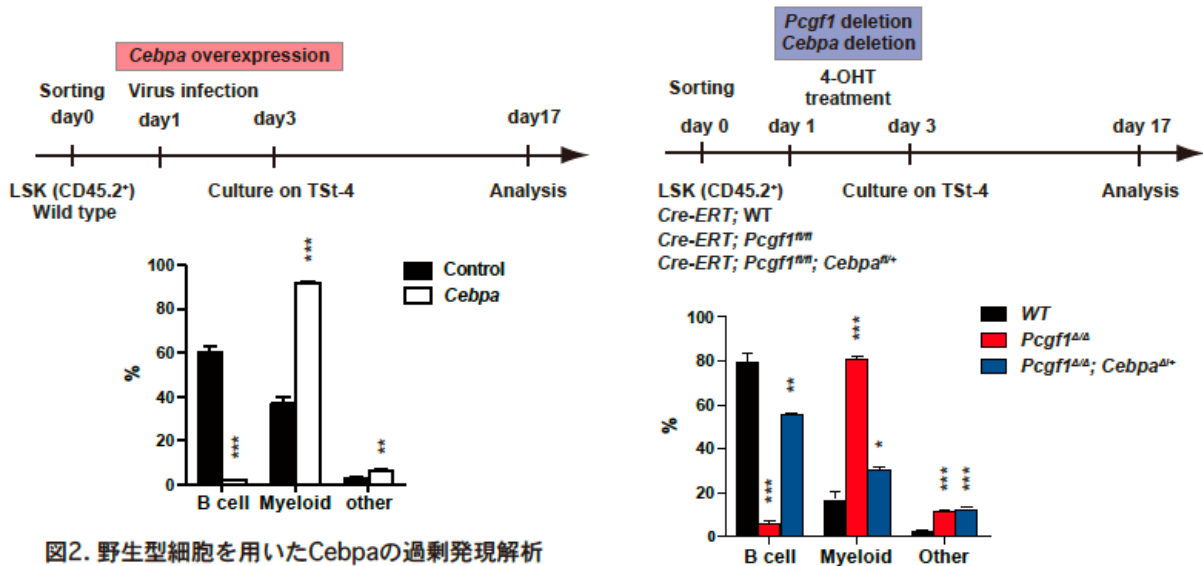 Cebpa overexpression
Sorting Virus infection
day0 day1 day3 day17
LSK (CD45.2⁺) Culture on TSt-4 Analysis
Wild type
***
100
80
60
40
20
0
%
Control
Cebpa
***
**
B cell Myeloid other
図2. 野生型細胞を用いたCebpaの過剰発現解析
Pcgf1 deletion
Cebpa deletion
4-OHT
Sorting treatment
day 0 day 1 day 3 day 17
LSK (CD45.2⁺) Culture on TSt-4 Analysis
Cre-ERT; WT
Cre-ERT; Pcgf1ᶠˡ/ᶠˡ
Cre-ERT; Pcgf1ᶠˡ/ᶠˡ; Cebpaᶠˡ/⁺
100
80
60
40
20
0
%
WT
Pcgf1Δ/Δ
Pcgf1Δ/Δ; CebpaΔ/+
***
**
***
*
***
***
B cell Myeloid Other